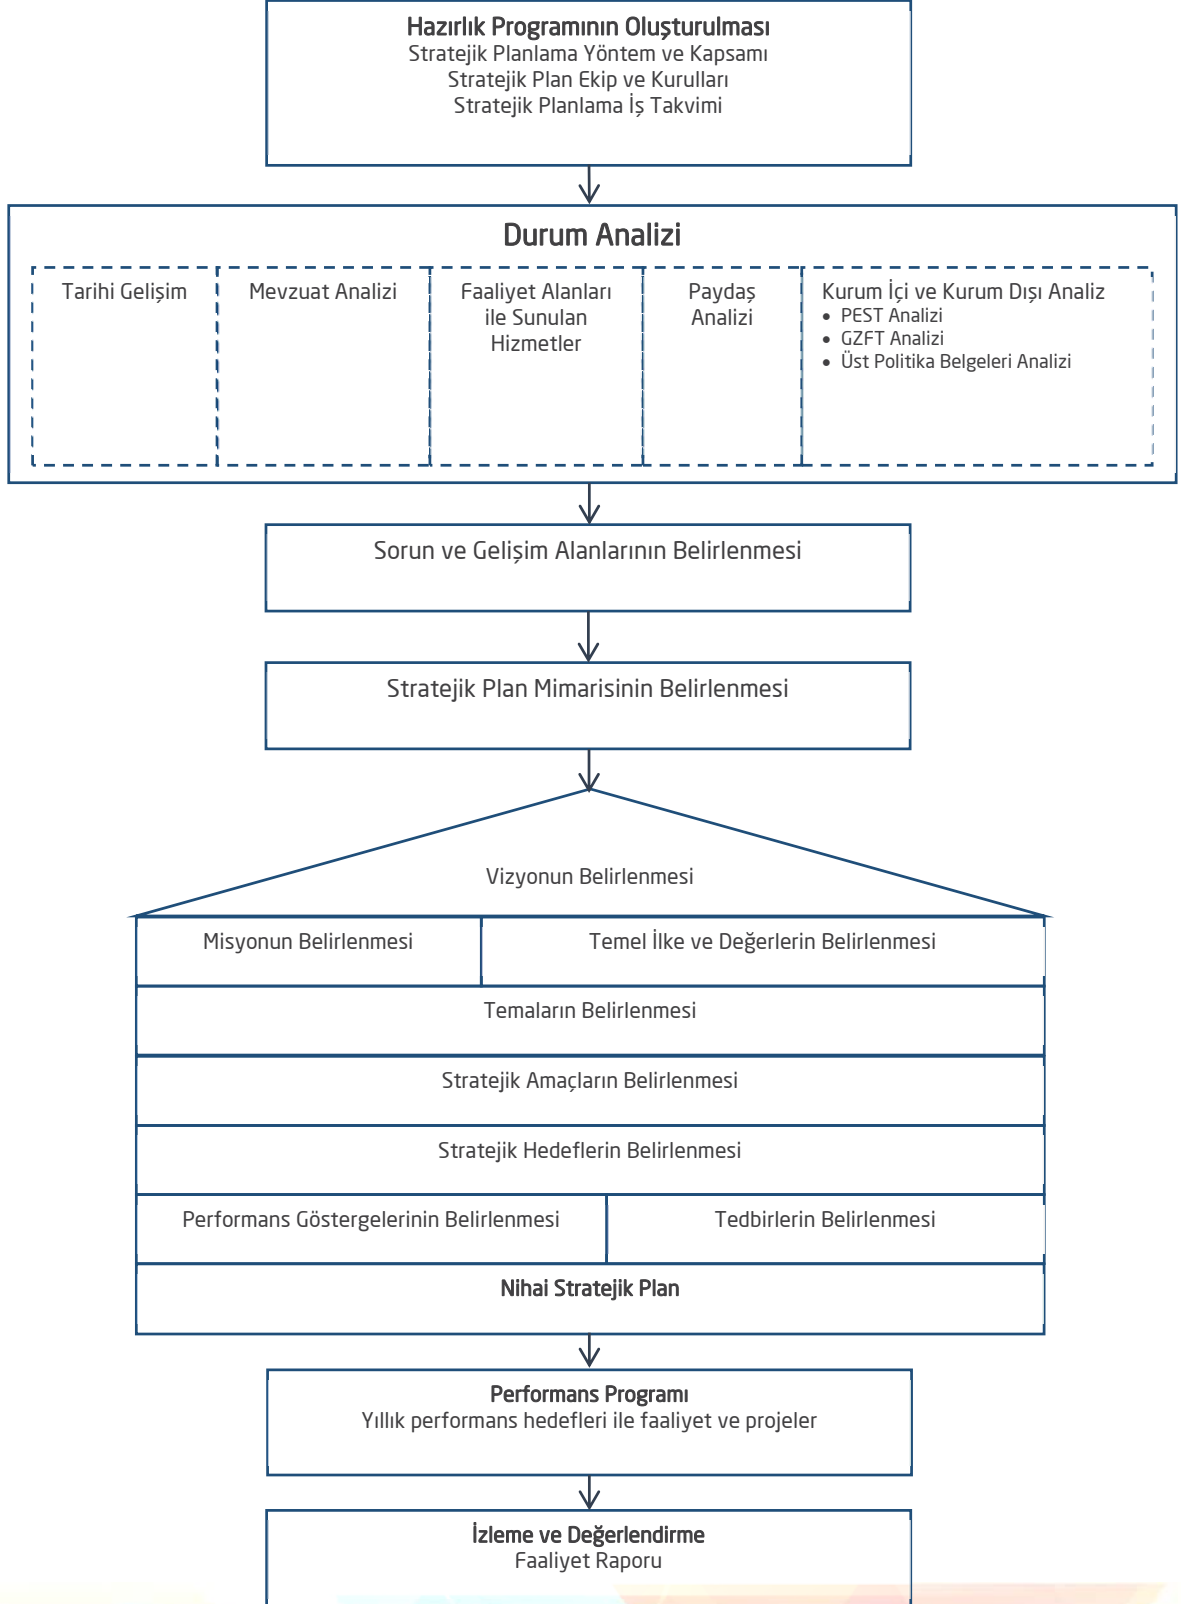 Hazırlık Programının Oluşturulması
Stratejik Planlama Yöntem ve Kapsamı
Stratejik Plan Ekip ve Kurulları
Stratejik Planlama İş Takvimi
Durum Analizi
Tarihi Gelişim
Mevzuat Analizi
Faaliyet Alanları
ile Sunulan
Hizmetler
Paydaş
Analizi
Kurum İçi ve Kurum Dışı Analiz
• PEST Analizi
• GZFT Analizi
• Üst Politika Belgeleri Analizi
Sorun ve Gelişim Alanlarının Belirlenmesi
Stratejik Plan Mimarisinin Belirlenmesi
Vizyonun Belirlenmesi
Misyonun Belirlenmesi
Temel İlke ve Değerlerin Belirlenmesi
Temaların Belirlenmesi
Stratejik Amaçların Belirlenmesi
Stratejik Hedeflerin Belirlenmesi
Performans Göstergelerinin Belirlenmesi
Tedbirlerin Belirlenmesi
Nihai Stratejik Plan
Performans Programı
Yıllık performans hedefleri ile faaliyet ve projeler
İzleme ve Değerlendirme
Faaliyet Raporu